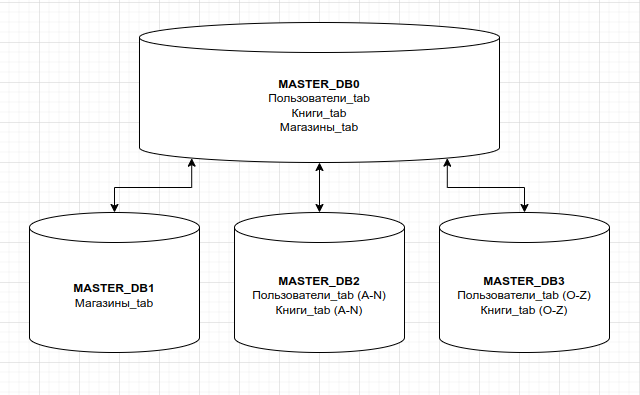 MASTER_DB0
Пользователи_tab
Книги_tab
Магазины_tab
MASTER_DB1
Магазины_tab
MASTER_DB2
Пользователи_tab (A-N)
Книги_tab (A-N)
MASTER_DB3
Пользователи_tab (O-Z)
Книги_tab (O-Z)